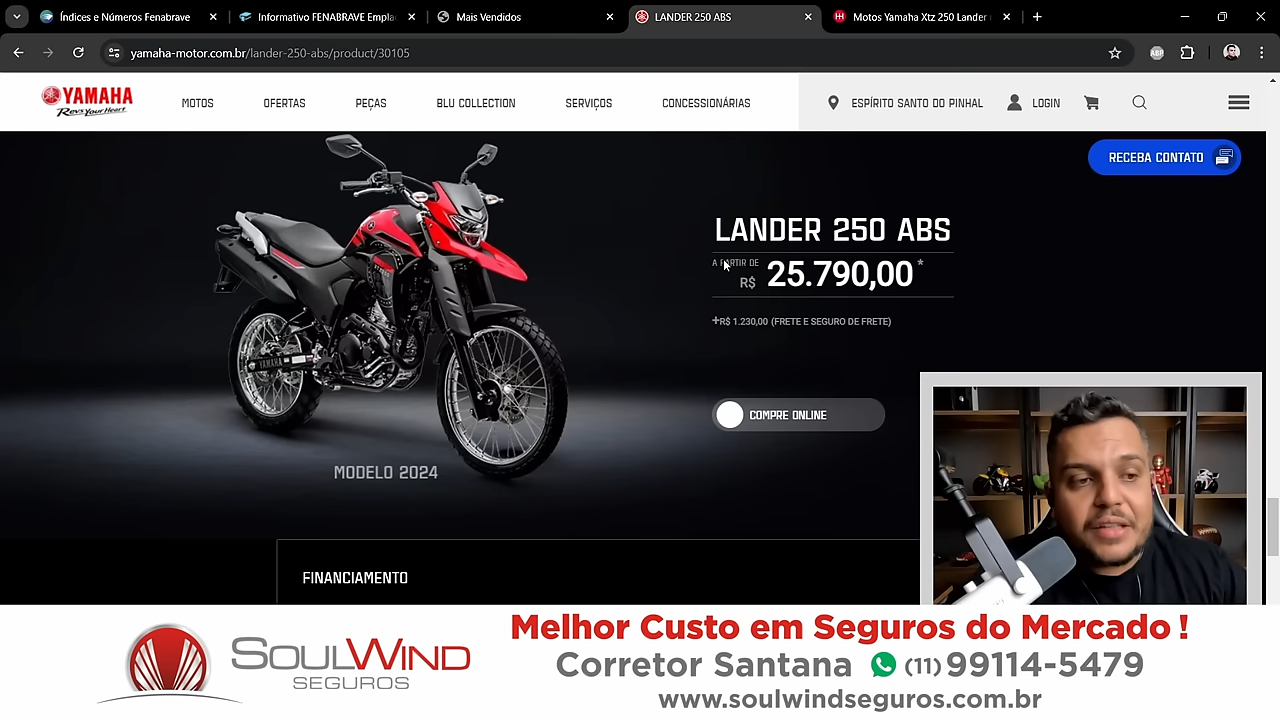 Índices e Números Fenabrave
Informativo FENABRAVE Empla
Mais Vendidos
LANDER 250 ABS
Motos Yamaha Xtz 250 Lander
yamaha-motor.com.br/lander-250-abs/product/30105
ABP
YAMAHA
Revs Your Heart
MOTOS
OFERTAS
PEÇAS
BLU COLLECTION
SERVIÇOS
CONCESSIONÁRIAS
ESPÍRITO SANTO DO PINHAL
LOGIN
RECEBA CONTATO
LANDER 250 ABS
A PARTIR DE
R$ 25.790,00*
+R$ 1.230,00 (FRETE E SEGURO DE FRETE)
COMPRE ONLINE
YAMAHA
MODELO 2024
FINANCIAMENTO
SOULWIND
SEGUROS
Melhor Custo em Seguros do Mercado !
Corretor Santana (11) 99114-5479
www.soulwindseguros.com.br